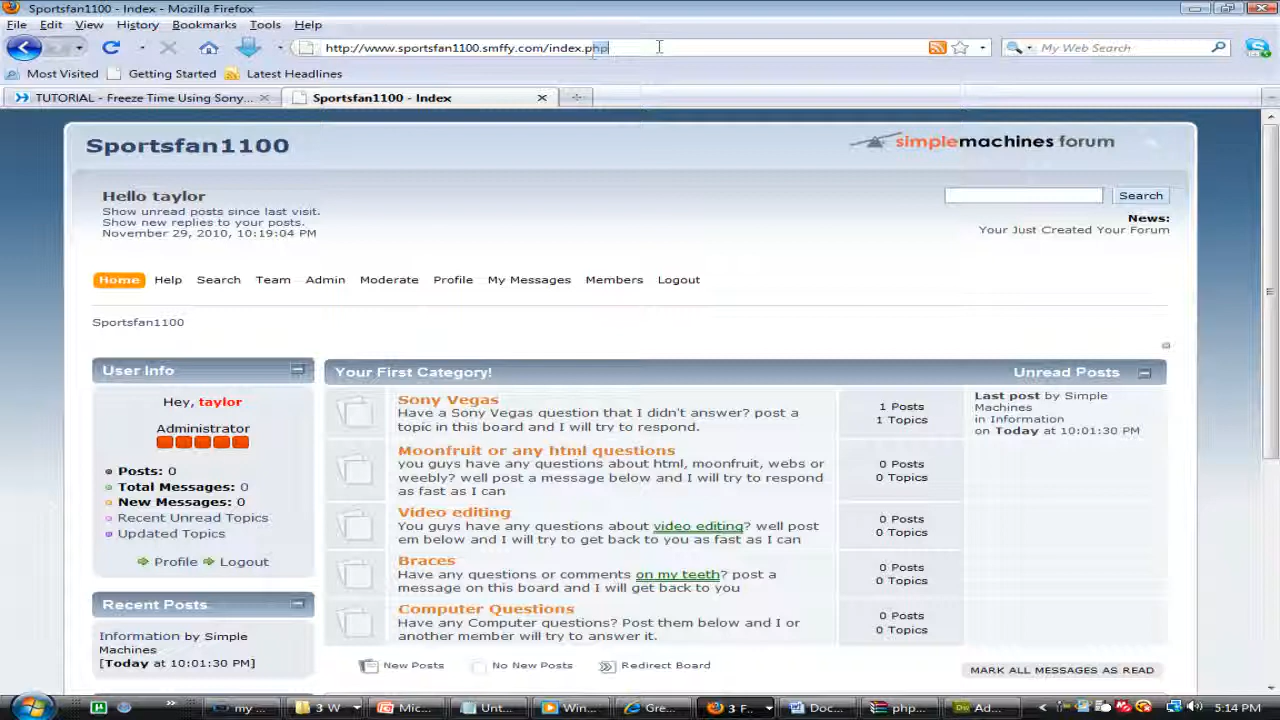 Sportsfan1100 - Index - Mozilla Firefox
File Edit View History Bookmarks Tools Help
http://www.sportsfan1100.smffy.com/index.php
My Web Search
Most Visited Getting Started Latest Headlines
TUTORIAL - Freeze Time Using Sony... Sportsfan1100 - Index
Sportsfan1100
simplemachines forum
Hello taylor
Show unread posts since last visit.
Show new replies to your posts.
November 29, 2010, 10:19:04 PM
Search
News:
Your Just Created Your Forum
Home Help Search Team Admin Moderate Profile My Messages Members Logout
Sportsfan1100
User Info
Hey, taylor
Administrator
Posts: 0
Total Messages: 0
New Messages: 0
Recent Unread Topics
Updated Topics
Profile Logout
Recent Posts
Information by Simple
Machines
[Today at 10:01:30 PM]
Your First Category! Unread Posts
Sony Vegas
Have a Sony Vegas question that I didn't answer? post a
topic in this board and I will try to respond.
1 Posts
1 Topics
Last post by Simple
Machines
in Information
on Today at 10:01:30 PM
Moonfruit or any html questions
you guys have any questions about html, moonfruit, webs or
weebly? well post a message below and I will try to respond
as fast as I can
0 Posts
0 Topics
Video editing
You guys have any questions about video editing? well post
em below and I will try to get back to you as fast as I can
0 Posts
0 Topics
Braces
Have any questions or comments on my teeth? post a
message on this board and I will get back to you
0 Posts
0 Topics
Computer Questions
Have any Computer questions? Post them below and I or
another member will try to answer it.
0 Posts
0 Topics
New Posts No New Posts Redirect Board
MARK ALL MESSAGES AS READ
my ... 3 W Mic... Unt... Win... Gre... 3 F... Doc... php... Ad...
5:14 PM